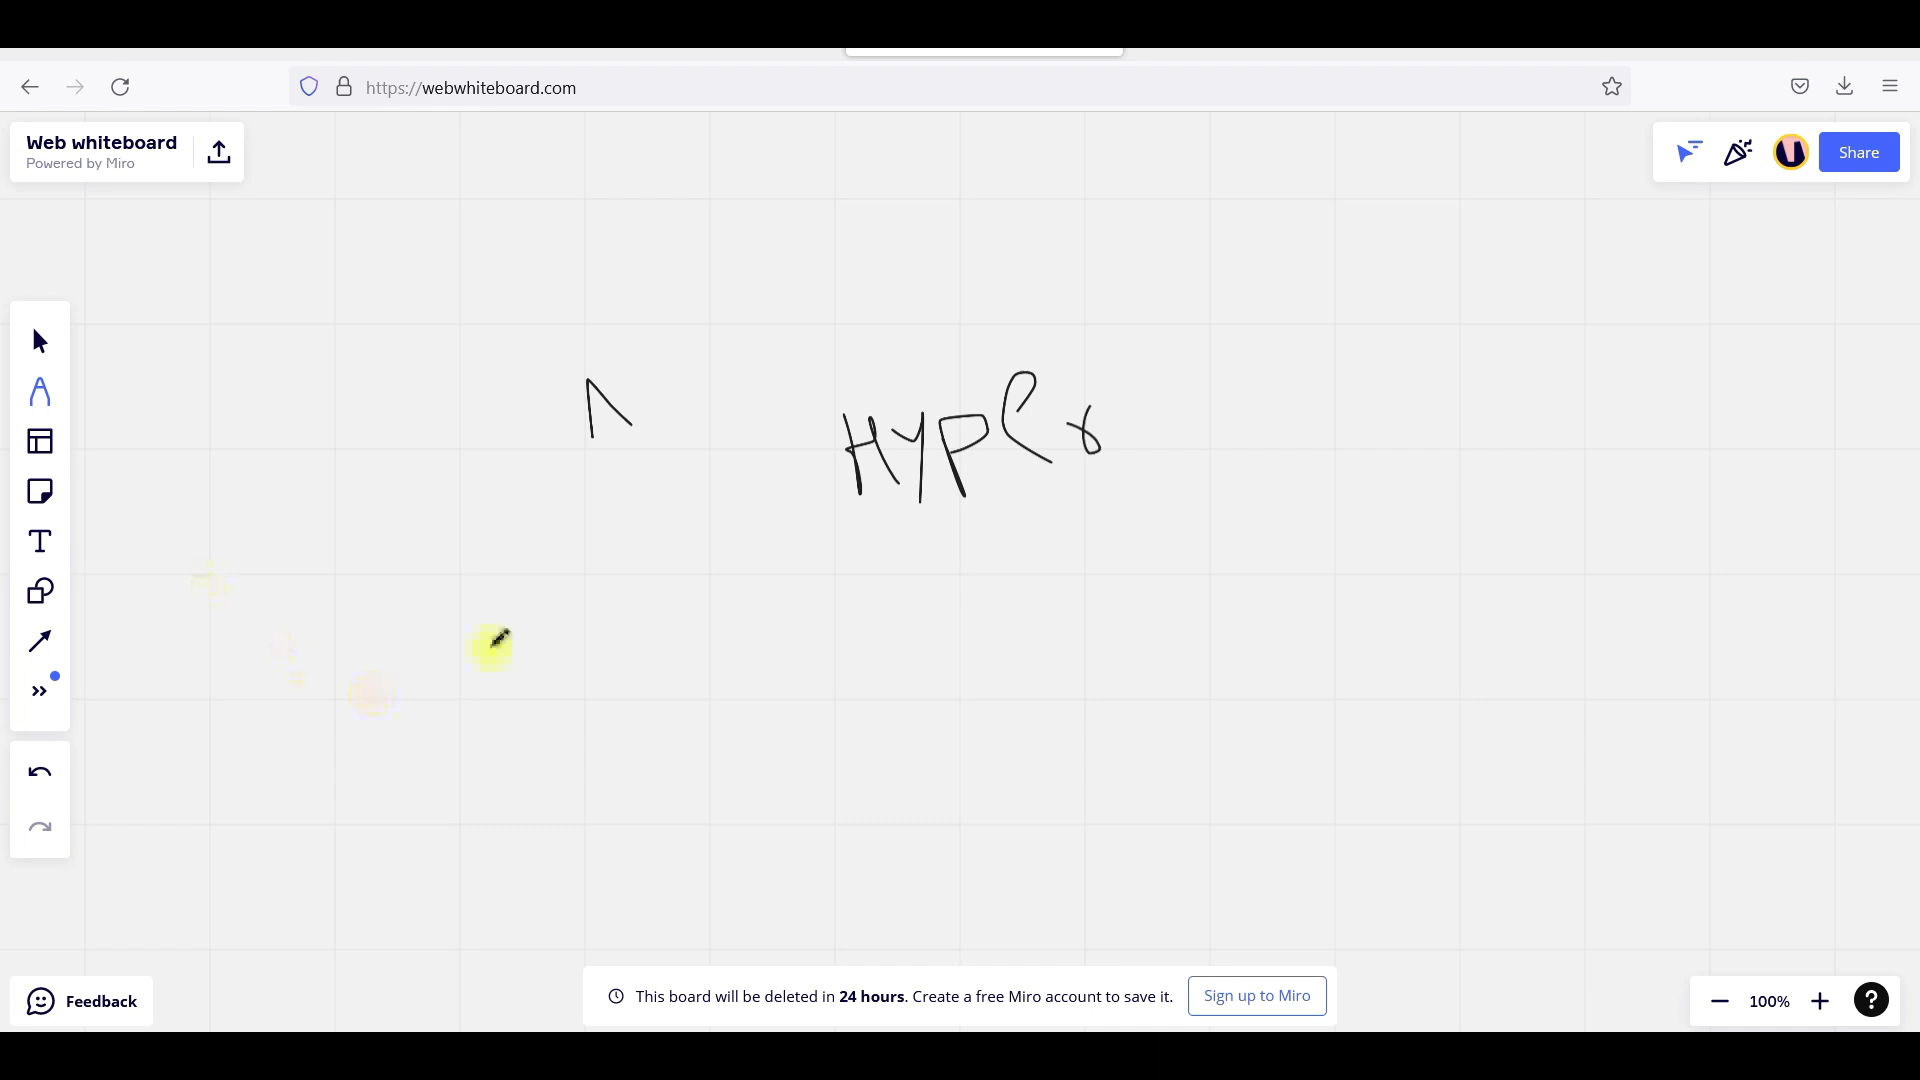 https://webwhiteboard.com
Web whiteboard
Powered by Miro
Share
HYPer
Feedback
This board will be deleted in 24 hours. Create a free Miro account to save it.
Sign up to Miro
100%